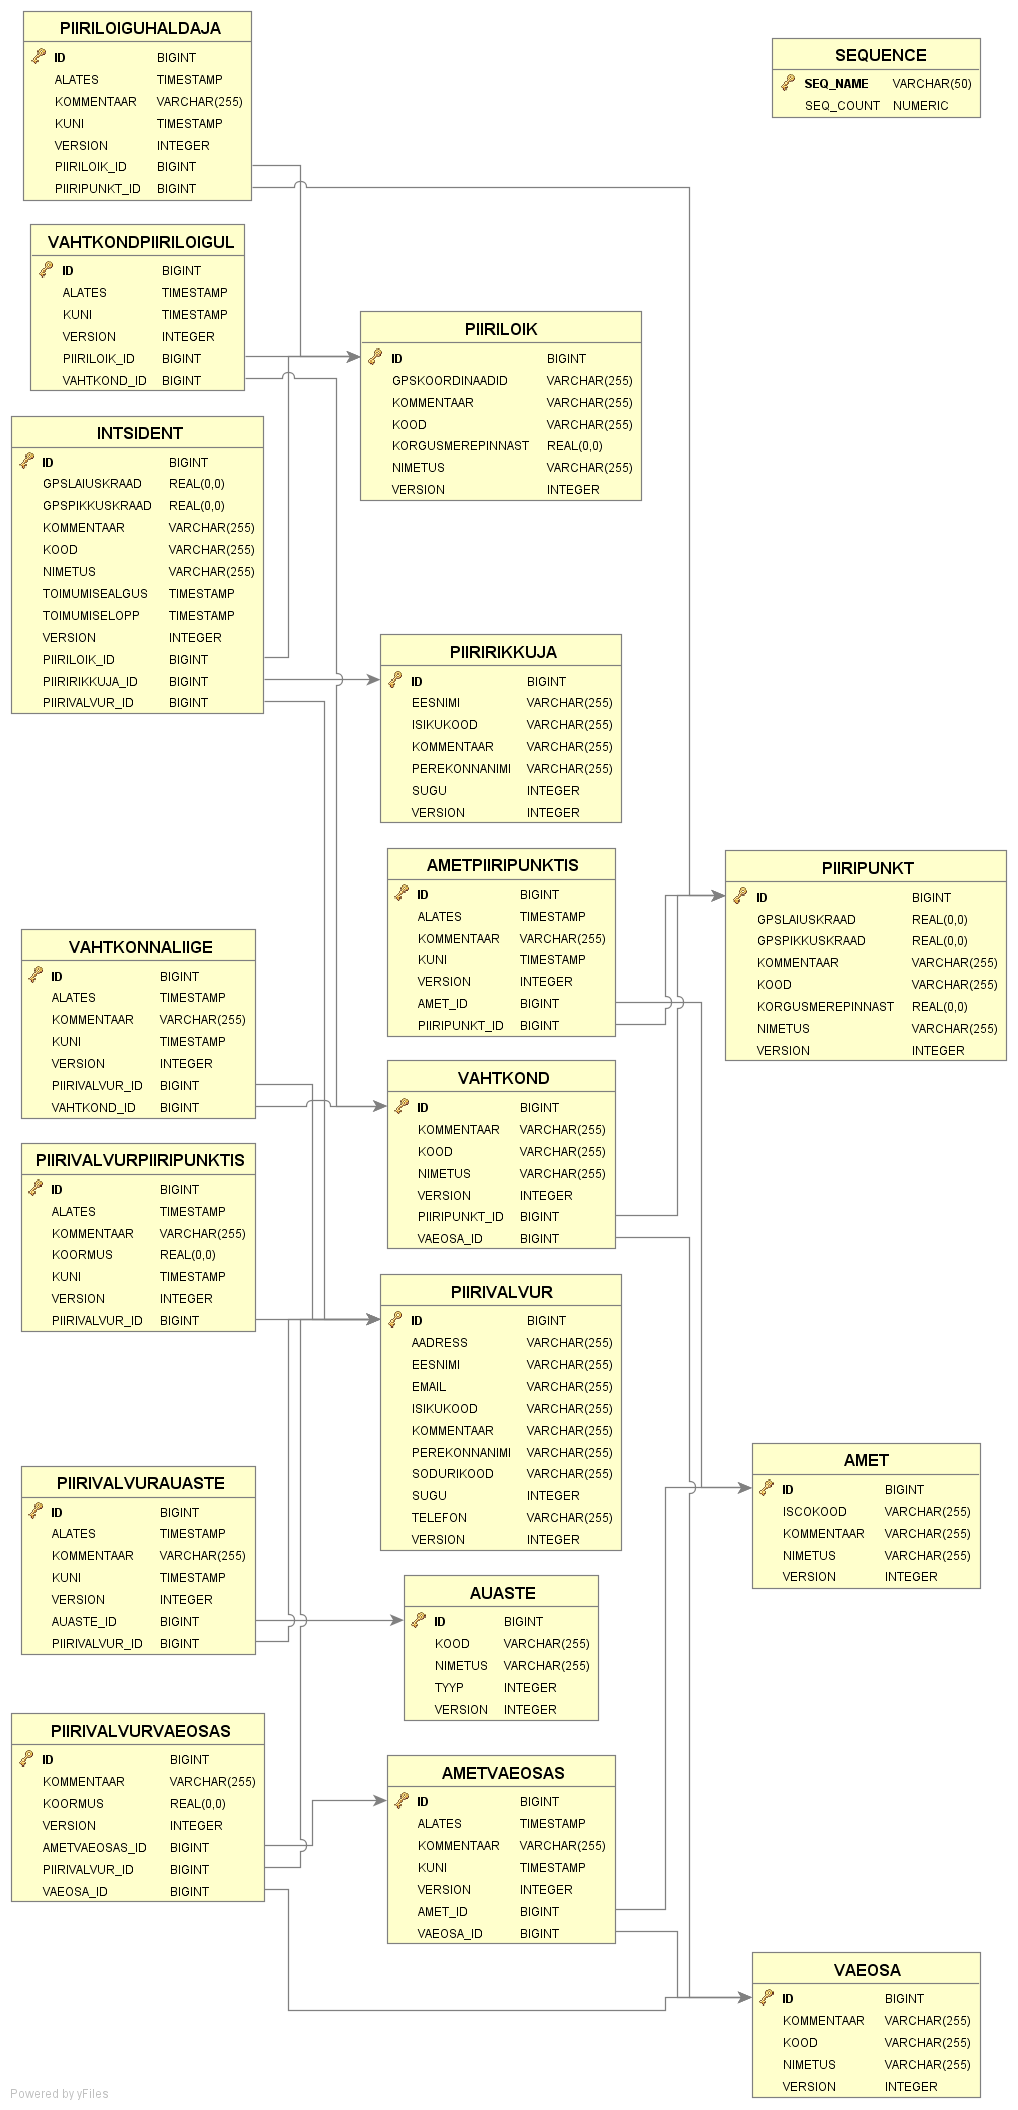 PIIRILOIGUHALDAJA
ID BIGINT
ALATES TIMESTAMP
KOMMENTAAR VARCHAR(255)
KUNI TIMESTAMP
VERSION INTEGER
PIIRILOIK_ID BIGINT
PIIRIPUNKT_ID BIGINT
SEQUENCE
SEQ_NAME VARCHAR(50)
SEQ_COUNT NUMERIC
VAHTKONDPIIRILOIGUL
ID BIGINT
ALATES TIMESTAMP
KUNI TIMESTAMP
VERSION INTEGER
PIIRILOIK_ID BIGINT
VAHTKOND_ID BIGINT
PIIRILOIK
ID BIGINT
GPSKOORDINAADID VARCHAR(255)
KOMMENTAAR VARCHAR(255)
KOOD VARCHAR(255)
KORGUSMEREPINNAST REAL(0,0)
NIMETUS VARCHAR(255)
VERSION INTEGER
INTSIDENT
ID BIGINT
GPSLAIUSKRAAD REAL(0,0)
GPSPIKKUSKRAAD REAL(0,0)
KOMMENTAAR VARCHAR(255)
KOOD VARCHAR(255)
NIMETUS VARCHAR(255)
TOIMUMISEALGUS TIMESTAMP
TOIMUMISELOPP TIMESTAMP
VERSION INTEGER
PIIRILOIK_ID BIGINT
PIIRIRIKKUJA_ID BIGINT
PIIRIVALVUR_ID BIGINT
PIIRIRIKKUJA
ID BIGINT
EESNIMI VARCHAR(255)
ISIKUKOOD VARCHAR(255)
KOMMENTAAR VARCHAR(255)
PEREKONNANIMI VARCHAR(255)
SUGU INTEGER
VERSION INTEGER
AMETPIIRIPUNKTIS
ID BIGINT
ALATES TIMESTAMP
KOMMENTAAR VARCHAR(255)
KUNI TIMESTAMP
VERSION INTEGER
AMET_ID BIGINT
PIIRIPUNKT_ID BIGINT
PIIRIPUNKT
ID BIGINT
GPSLAIUSKRAAD REAL(0,0)
GPSPIKKUSKRAAD REAL(0,0)
KOMMENTAAR VARCHAR(255)
KOOD VARCHAR(255)
KORGUSMEREPINNAST REAL(0,0)
NIMETUS VARCHAR(255)
VERSION INTEGER
VAHTKONNALIIGE
ID BIGINT
ALATES TIMESTAMP
KOMMENTAAR VARCHAR(255)
KUNI TIMESTAMP
VERSION INTEGER
PIIRIVALVUR_ID BIGINT
VAHTKOND_ID BIGINT
VAHTKOND
ID BIGINT
KOMMENTAAR VARCHAR(255)
KOOD VARCHAR(255)
NIMETUS VARCHAR(255)
VERSION INTEGER
PIIRIPUNKT_ID BIGINT
VAEOSA_ID BIGINT
PIIRIVALVURPIIRIPUNKTIS
ID BIGINT
ALATES TIMESTAMP
KOMMENTAAR VARCHAR(255)
KOORMUS REAL(0,0)
KUNI TIMESTAMP
VERSION INTEGER
PIIRIVALVUR_ID BIGINT
PIIRIVALVUR
ID BIGINT
AADRESS VARCHAR(255)
EESNIMI VARCHAR(255)
EMAIL VARCHAR(255)
ISIKUKOOD VARCHAR(255)
KOMMENTAAR VARCHAR(255)
PEREKONNANIMI VARCHAR(255)
SODURIKOOD VARCHAR(255)
SUGU INTEGER
TELEFON VARCHAR(255)
VERSION INTEGER
AMET
ID BIGINT
ISCOKOOD VARCHAR(255)
KOMMENTAAR VARCHAR(255)
NIMETUS VARCHAR(255)
VERSION INTEGER
PIIRIVALVURAUASTE
ID BIGINT
ALATES TIMESTAMP
KOMMENTAAR VARCHAR(255)
KUNI TIMESTAMP
VERSION INTEGER
AUASTE_ID BIGINT
PIIRIVALVUR_ID BIGINT
AUASTE
ID BIGINT
KOOD VARCHAR(255)
NIMETUS VARCHAR(255)
TYYP INTEGER
VERSION INTEGER
PIIRIVALVURVAEOSAS
ID BIGINT
KOMMENTAAR VARCHAR(255)
KOORMUS REAL(0,0)
VERSION INTEGER
AMETVAEOSAS_ID BIGINT
PIIRIVALVUR_ID BIGINT
VAEOSA_ID BIGINT
AMETVAEOSAS
ID BIGINT
ALATES TIMESTAMP
KOMMENTAAR VARCHAR(255)
KUNI TIMESTAMP
VERSION INTEGER
AMET_ID BIGINT
VAEOSA_ID BIGINT
VAEOSA
ID BIGINT
KOMMENTAAR VARCHAR(255)
KOOD VARCHAR(255)
NIMETUS VARCHAR(255)
VERSION INTEGER
Powered by yFiles